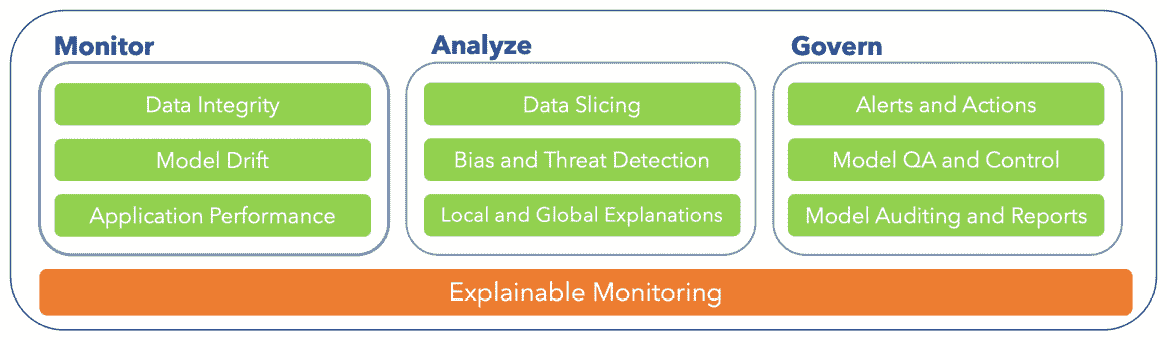 Monitor
Data Integrity
Model Drift
Application Performance
Analyze
Data Slicing
Bias and Threat Detection
Local and Global Explanations
Govern
Alerts and Actions
Model QA and Control
Model Auditing and Reports
Explainable Monitoring